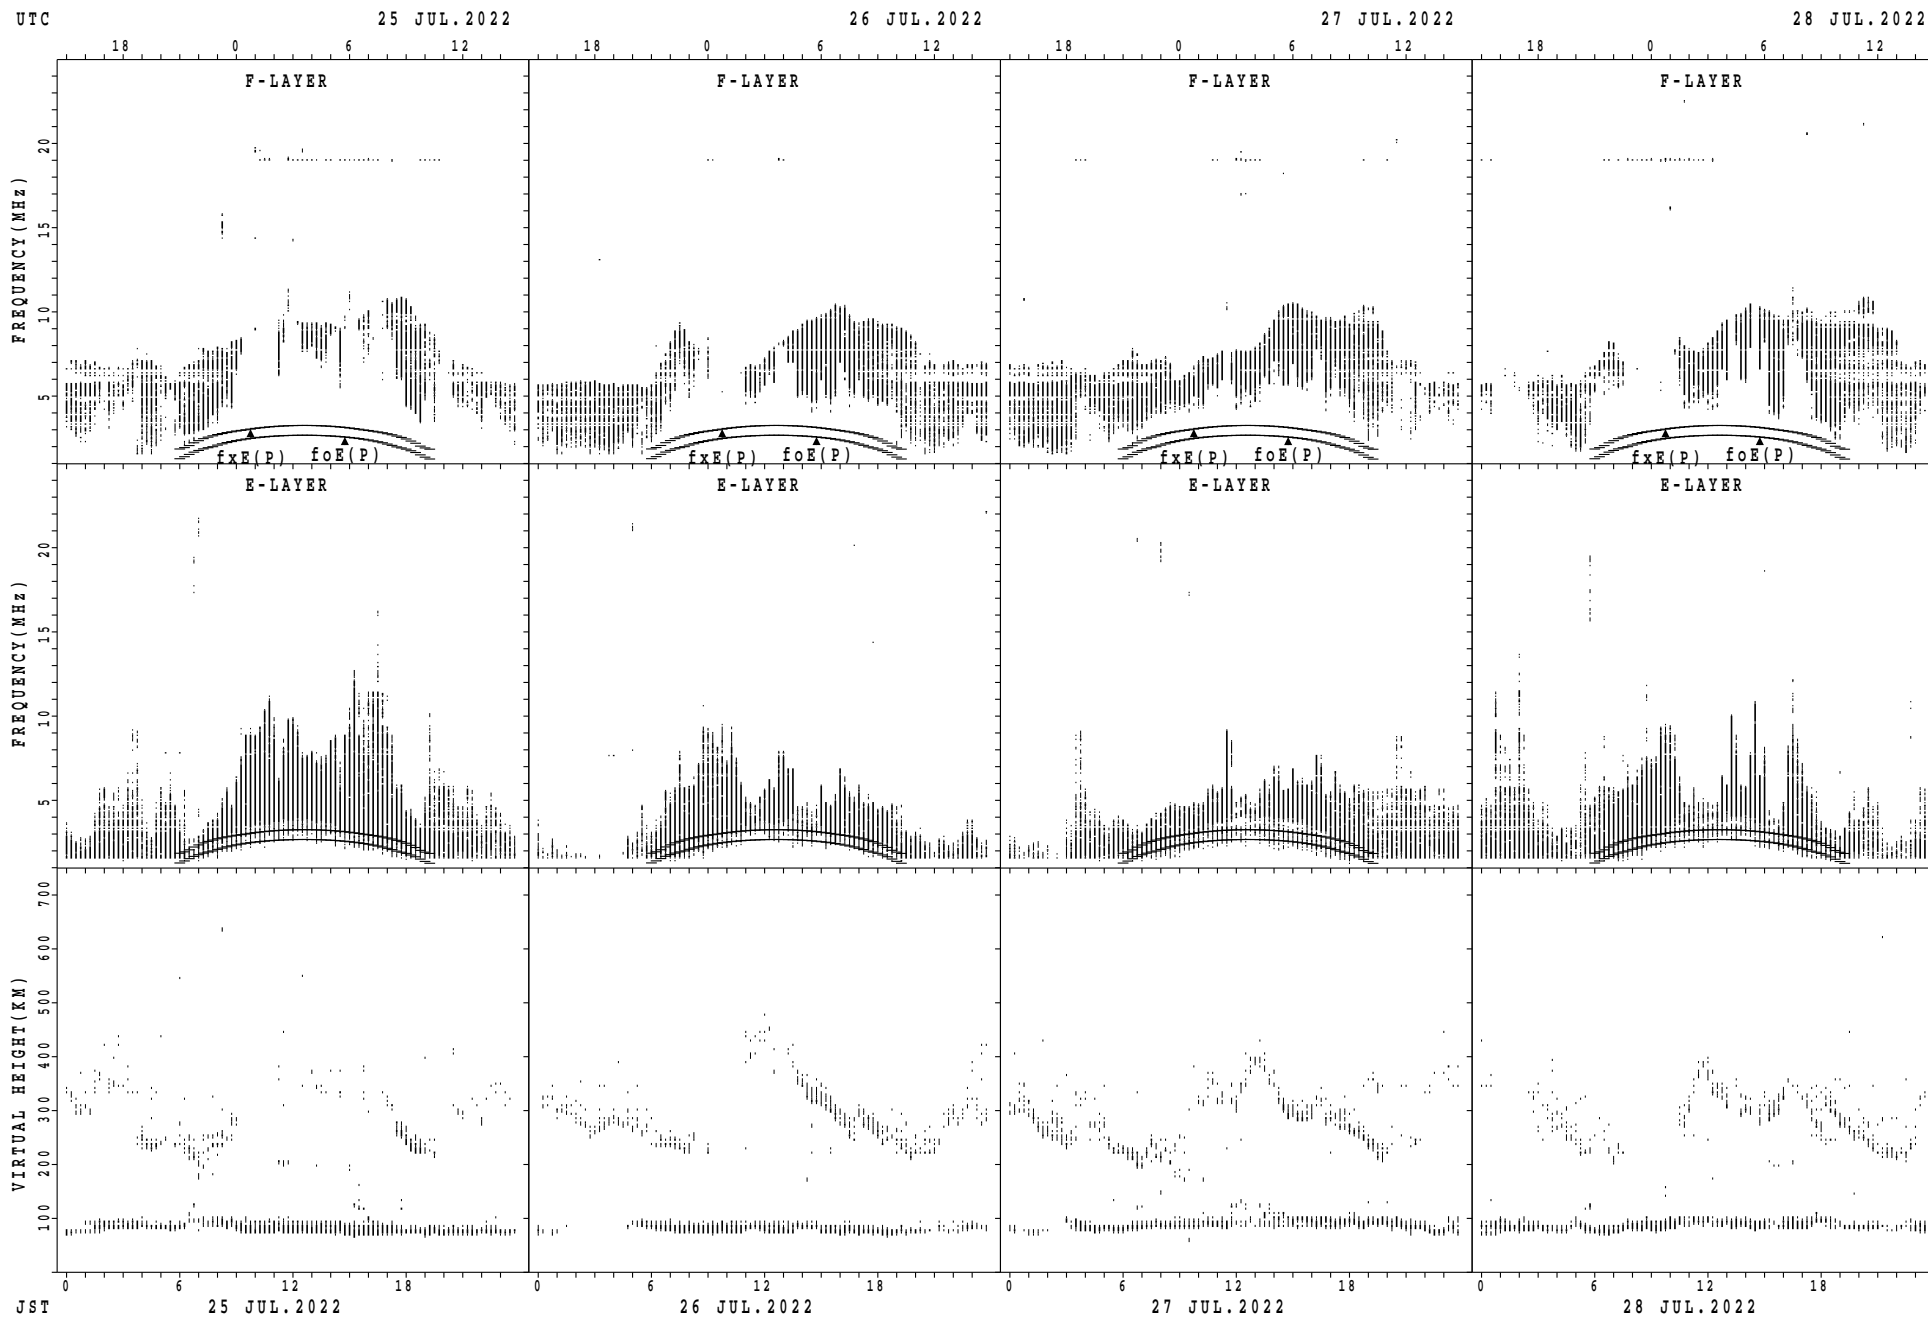 UTC 25 JUL.2022 26 JUL.2022 27 JUL.2022 28 JUL.2022
18 0 6 12 18 0 6 12 18 0 6 12 18 0 6 12
F-LAYER F-LAYER F-LAYER F-LAYER
FREQUENCY(MHz)
20
15
10
5
fxE(P) foE(P) fxE(P) foE(P) fxE(P) foE(P) fxE(P) foE(P)
E-LAYER E-LAYER E-LAYER E-LAYER
FREQUENCY(MHz)
20
15
10
5
VIRTUAL HEIGHT(KM)
700
600
500
400
300
200
100
0 6 12 18 0 6 12 18 0 6 12 18 0 6 12 18
JST 25 JUL.2022 26 JUL.2022 27 JUL.2022 28 JUL.2022